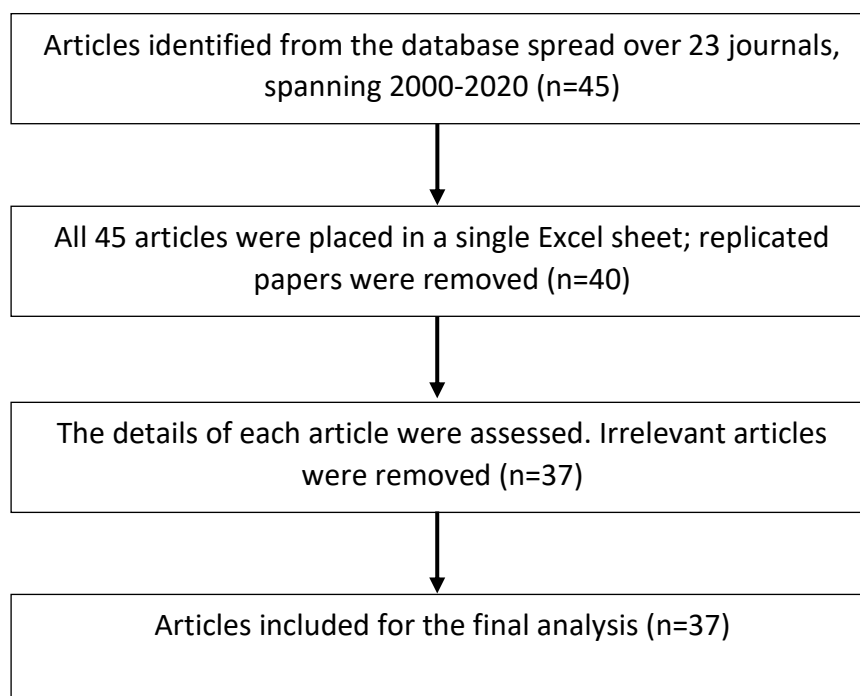 Articles identified from the database spread over 23 journals,
spanning 2000-2020 (n=45)
All 45 articles were placed in a single Excel sheet; replicated
papers were removed (n=40)
The details of each article were assessed. Irrelevant articles
were removed (n=37)
Articles included for the final analysis (n=37)